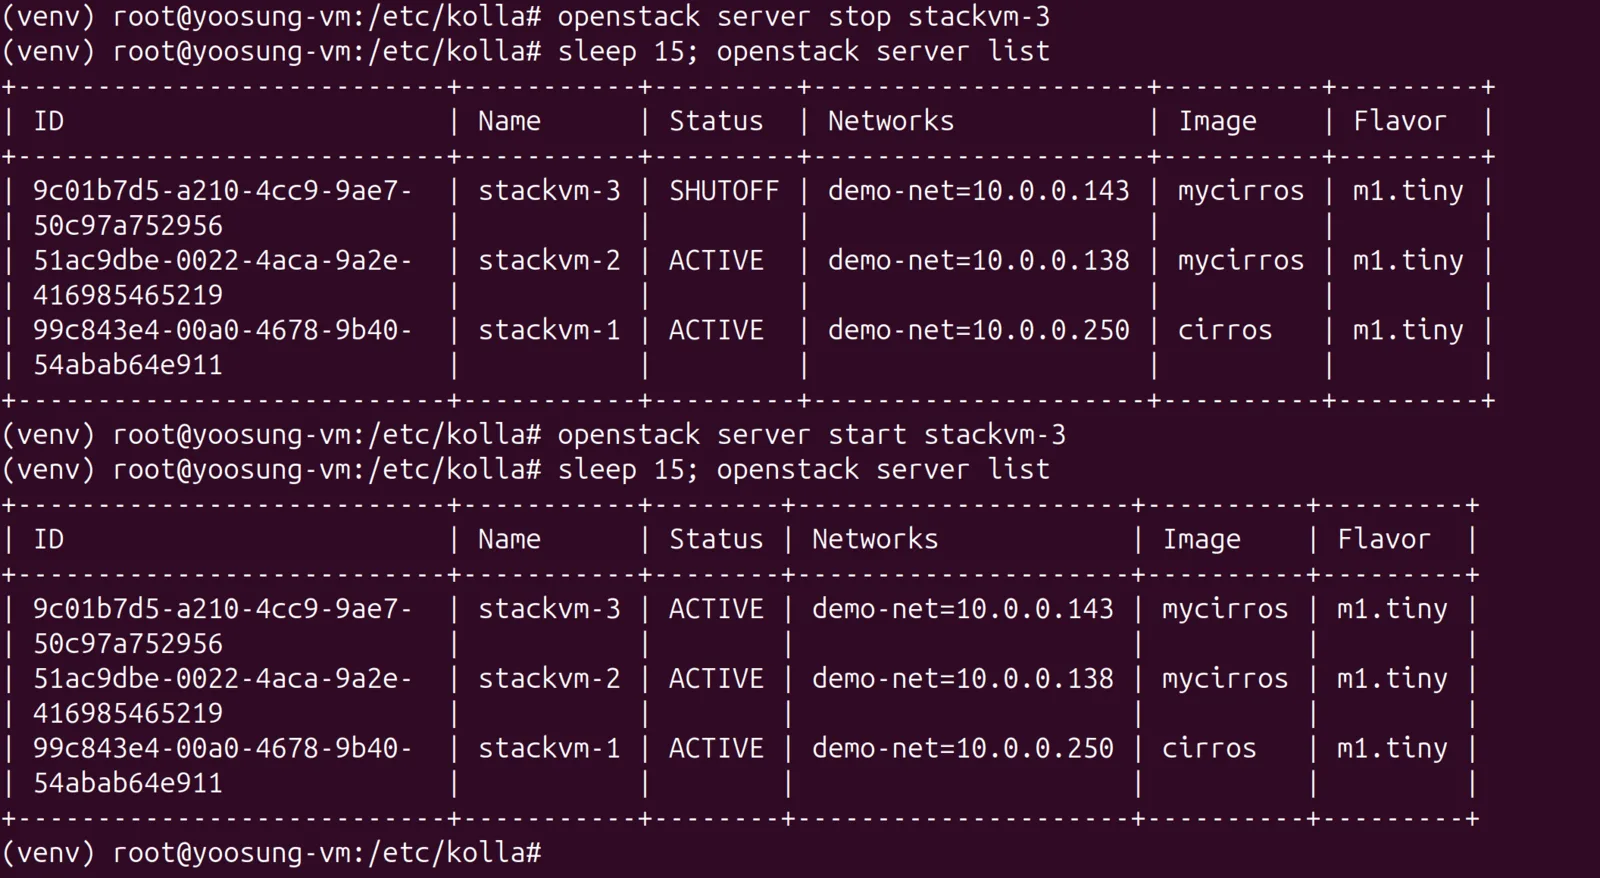 (venv) root@yoosung-vm:/etc/kolla# openstack server stop stackvm-3
(venv) root@yoosung-vm:/etc/kolla# sleep 15; openstack server list
+---------------------------+-----------+---------+---------------------+----------+---------+
| ID                        | Name      | Status  | Networks            | Image    | Flavor  |
+---------------------------+-----------+---------+---------------------+----------+---------+
| 9c01b7d5-a210-4cc9-9ae7-  | stackvm-3 | SHUTOFF | demo-net=10.0.0.143 | mycirros | m1.tiny |
| 50c97a752956              |           |         |                     |          |         |
| 51ac9dbe-0022-4aca-9a2e-  | stackvm-2 | ACTIVE  | demo-net=10.0.0.138 | mycirros | m1.tiny |
| 416985465219              |           |         |                     |          |         |
| 99c843e4-00a0-4678-9b40-  | stackvm-1 | ACTIVE  | demo-net=10.0.0.250 | cirros   | m1.tiny |
| 54abab64e911              |           |         |                     |          |         |
+---------------------------+-----------+---------+---------------------+----------+---------+
(venv) root@yoosung-vm:/etc/kolla# openstack server start stackvm-3
(venv) root@yoosung-vm:/etc/kolla# sleep 15; openstack server list
+---------------------------+-----------+--------+---------------------+----------+---------+
| ID                        | Name      | Status | Networks            | Image    | Flavor  |
+---------------------------+-----------+--------+---------------------+----------+---------+
| 9c01b7d5-a210-4cc9-9ae7-  | stackvm-3 | ACTIVE | demo-net=10.0.0.143 | mycirros | m1.tiny |
| 50c97a752956              |           |        |                     |          |         |
| 51ac9dbe-0022-4aca-9a2e-  | stackvm-2 | ACTIVE | demo-net=10.0.0.138 | mycirros | m1.tiny |
| 416985465219              |           |        |                     |          |         |
| 99c843e4-00a0-4678-9b40-  | stackvm-1 | ACTIVE | demo-net=10.0.0.250 | cirros   | m1.tiny |
| 54abab64e911              |           |        |                     |          |         |
+---------------------------+-----------+--------+---------------------+----------+---------+
(venv) root@yoosung-vm:/etc/kolla#